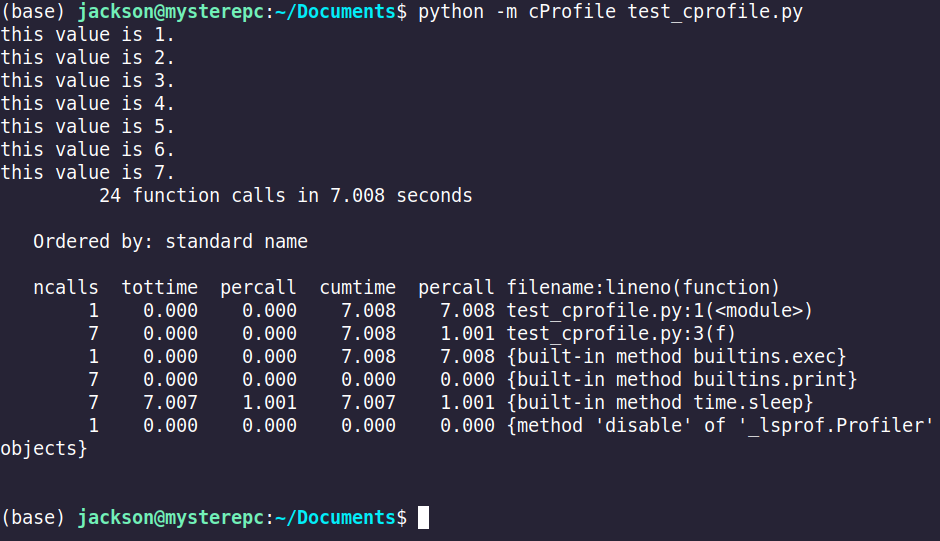 (base) jackson@mysterepc:~/Documents$ python -m cProfile test_cprofile.py
this value is 1.
this value is 2.
this value is 3.
this value is 4.
this value is 5.
this value is 6.
this value is 7.
         24 function calls in 7.008 seconds

   Ordered by: standard name

   ncalls  tottime  percall  cumtime  percall filename:lineno(function)
        1    0.000    0.000    7.008    7.008 test_cprofile.py:1(<module>)
        7    0.000    0.000    7.008    1.001 test_cprofile.py:3(f)
        1    0.000    0.000    7.008    7.008 {built-in method builtins.exec}
        7    0.000    0.000    0.000    0.000 {built-in method builtins.print}
        7    7.007    1.001    7.007    1.001 {built-in method time.sleep}
        1    0.000    0.000    0.000    0.000 {method 'disable' of '_lsprof.Profiler'
objects}

(base) jackson@mysterepc:~/Documents$